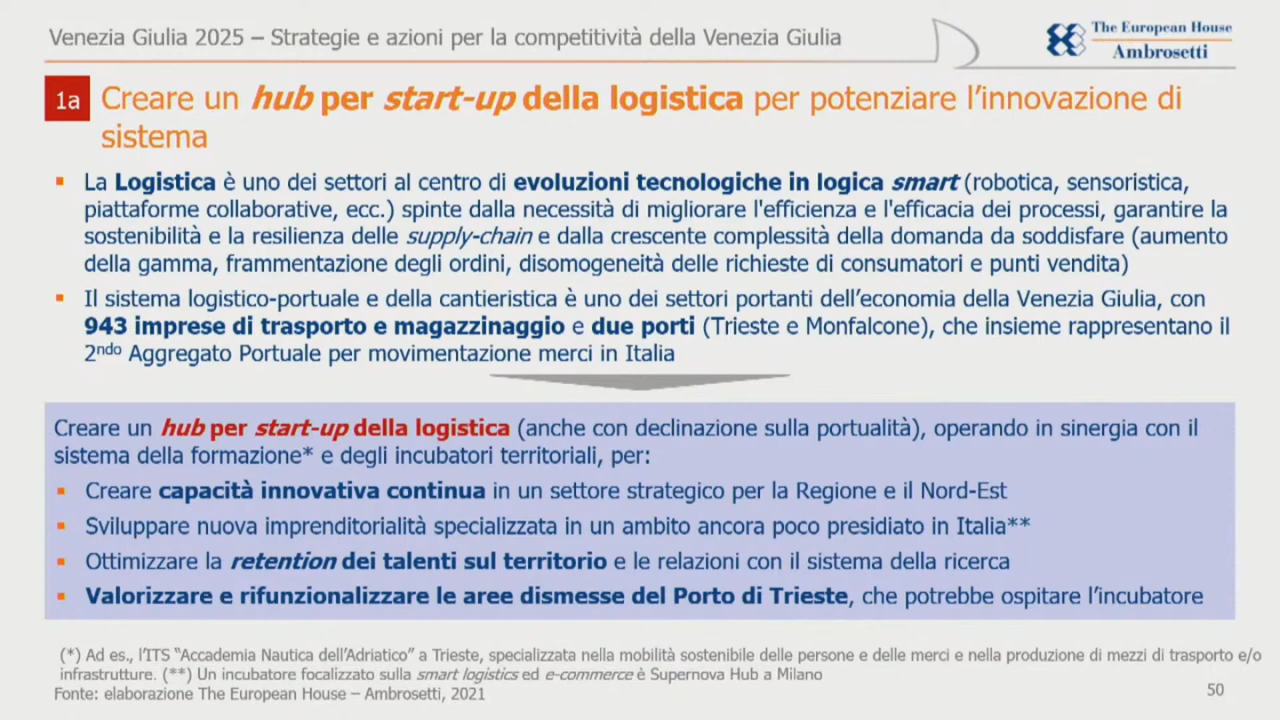 Venezia Giulia 2025 – Strategie e azioni per la competitività della Venezia Giulia
The European House
Ambrosetti
1a Creare un hub per start-up della logistica per potenziare l’innovazione di
sistema
▪ La Logistica è uno dei settori al centro di evoluzioni tecnologiche in logica smart (robotica, sensoristica,
piattaforme collaborative, ecc.) spinte dalla necessità di migliorare l'efficienza e l'efficacia dei processi, garantire la
sostenibilità e la resilienza delle supply-chain e dalla crescente complessità della domanda da soddisfare (aumento
della gamma, frammentazione degli ordini, disomogeneità delle richieste di consumatori e punti vendita)
▪ Il sistema logistico-portuale e della cantieristica è uno dei settori portanti dell’economia della Venezia Giulia, con
943 imprese di trasporto e magazzinaggio e due porti (Trieste e Monfalcone), che insieme rappresentano il
2ndo Aggregato Portuale per movimentazione merci in Italia
Creare un hub per start-up della logistica (anche con declinazione sulla portualità), operando in sinergia con il
sistema della formazione* e degli incubatori territoriali, per:
▪ Creare capacità innovativa continua in un settore strategico per la Regione e il Nord-Est
▪ Sviluppare nuova imprenditorialità specializzata in un ambito ancora poco presidiato in Italia**
▪ Ottimizzare la retention dei talenti sul territorio e le relazioni con il sistema della ricerca
▪ Valorizzare e rifunzionalizzare le aree dismesse del Porto di Trieste, che potrebbe ospitare l’incubatore
(*) Ad es., l’ITS “Accademia Nautica dell’Adriatico” a Trieste, specializzata nella mobilità sostenibile delle persone e delle merci e nella produzione di mezzi di trasporto e/o
infrastrutture. (**) Un incubatore focalizzato sulla smart logistics ed e-commerce è Supernova Hub a Milano
Fonte: elaborazione The European House – Ambrosetti, 2021
50